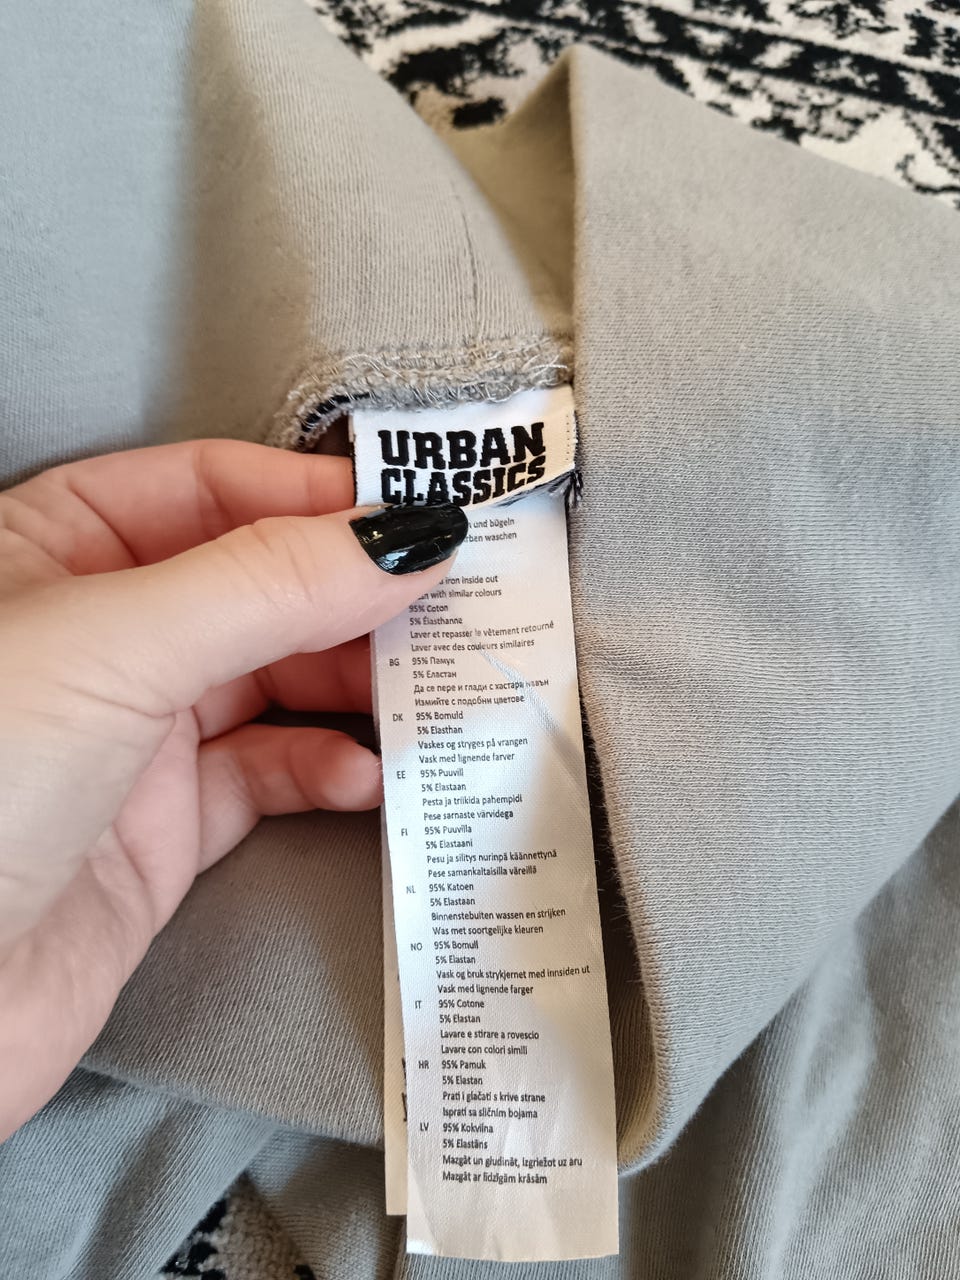 URBAN
CLASSICS
und bügeln
waschen
iron inside out
with similar colours
95% Coton
5% Élasthanne
Laver et repasser le vêtement retourné
Laver avec des couleurs similaires
BG 95% Памук
5% Еластан
Да се пере и глади с хастара навън
Измийте с подобни цветове
DK 95% Bomuld
5% Elasthan
Vaskes og stryges på vrangen
Vask med lignende farver
EE 95% Puuvill
5% Elastaan
Pesta ja triikida pahempidi
Pese sarnaste värvidega
FI 95% Puuvilla
5% Elastaani
Pesu ja silitys nurinpä käännettynä
Pese samankaltaisilla väreillä
NL 95% Katoen
5% Elastaan
Binnenstebuiten wassen en strijken
Was met soortgelijke kleuren
NO 95% Bomull
5% Elastan
Vask og bruk strykjernet med innsiden ut
Vask med lignende farger
IT 95% Cotone
5% Elastan
Lavare e stirare a rovescio
Lavare con colori simili
HR 95% Pamuk
5% Elastan
Prati i glačati s krive strane
Isprati sa sličnim bojama
LV 95% Kokvilna
5% Elastāns
Mazgāt un gludināt, izgriežot uz āru
Mazgāt ar līdzīgām krāsām